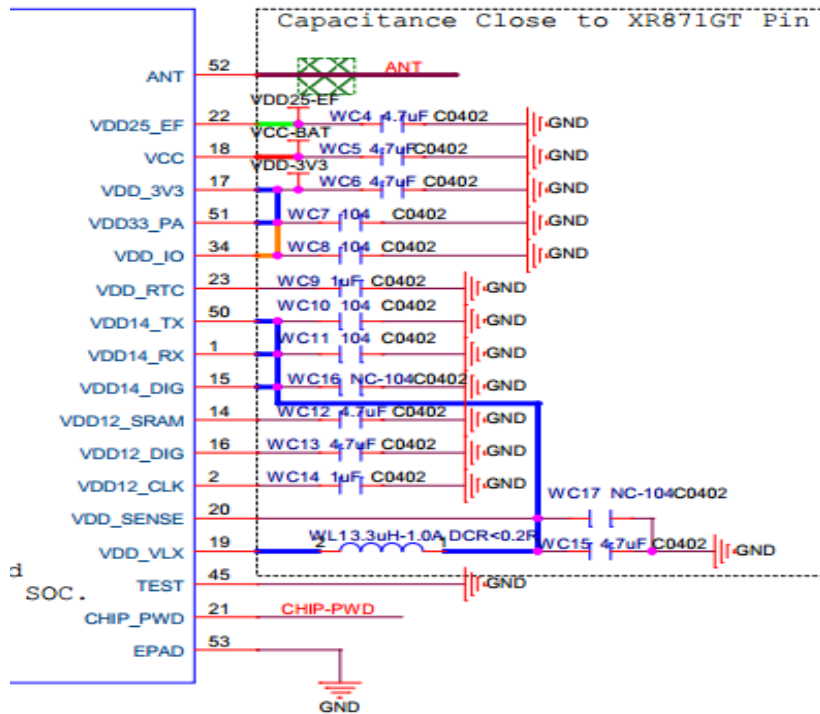 Capacitance Close to XR871GT Pin
ANT 52 ANT
VDD25-EF
VDD25_EF 22 WC4 4.7uF C0402 GND
VCC-BAT
VCC 18 WC5 4.7uF C0402 GND
VDD-3V3
VDD_3V3 17 WC6 4.7uF C0402 GND
VDD33_PA 51 WC7 104 C0402 GND
VDD_IO 34 WC8 104 C0402 GND
VDD_RTC 23 WC9 1uF C0402 GND
VDD14_TX 50 WC10 104 C0402 GND
VDD14_RX 1 WC11 104 C0402 GND
VDD14_DIG 15 WC16 NC-104 C0402 GND
VDD12_SRAM 14 WC12 4.7uF C0402 GND
VDD12_DIG 16 WC13 4.7uF C0402 GND
VDD12_CLK 2 WC14 1uF C0402 GND
WC17 NC-104 C0402
VDD_SENSE 20
WL1 3.3uH-1.0A,DCR<0.2R
VDD_VLX 19 2 1 WC15 4.7uF C0402 GND
d
TEST 45 GND
SOC.
CHIP_PWD 21 CHIP-PWD
EPAD 53
GND